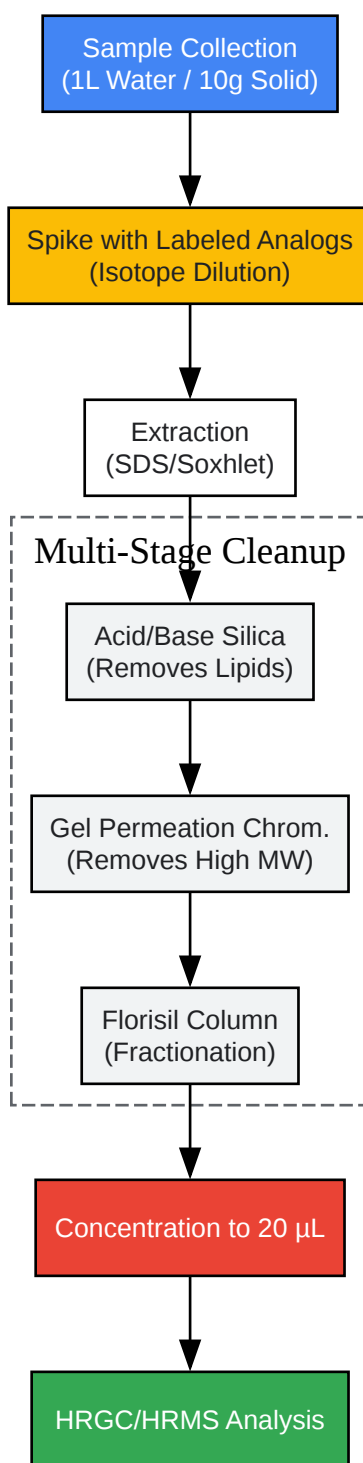 Sample Collection
(1L Water / 10g Solid)
Spike with Labeled Analogs
(Isotope Dilution)
Extraction
(SDS/Soxhlet)
Multi-Stage Cleanup
Acid/Base Silica
(Removes Lipids)
Gel Permeation Chrom.
(Removes High MW)
Florisil Column
(Fractionation)
Concentration to 20 µL
HRGC/HRMS Analysis